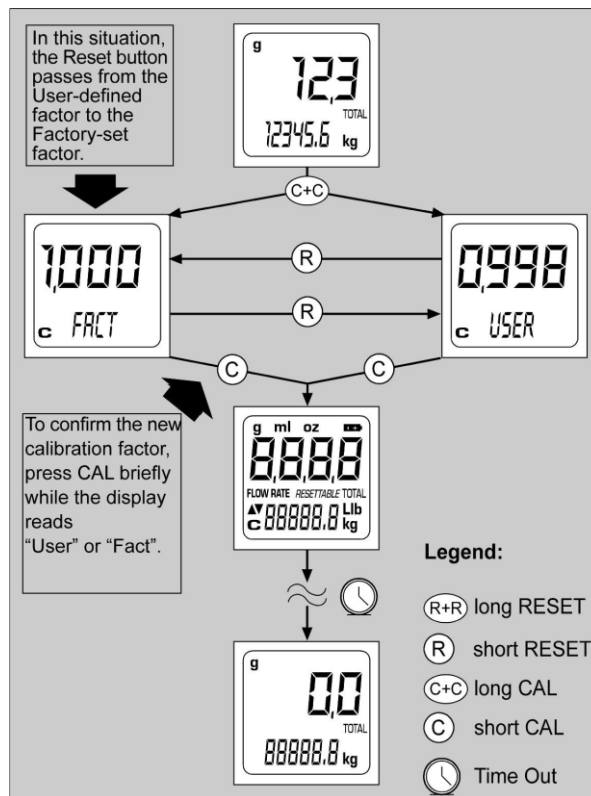 In this situation,
the Reset button
passes from the
User-defined
factor to the
Factory-set
factor.
g
12,3
TOTAL
12345.6 kg
C+C
1,000
C FACT
R
R
0,998
C USER
C
C
To confirm the new
calibration factor,
press CAL briefly
while the display
reads
“User” or “Fact”.
g ml oz
8,8,8,8
FLOW RATE RESETTABLE TOTAL
C 88888.8 Llb
kg
g
0,0
TOTAL
88888.8 kg
Legend:
R+R long RESET
R short RESET
C+C long CAL
C short CAL
Time Out